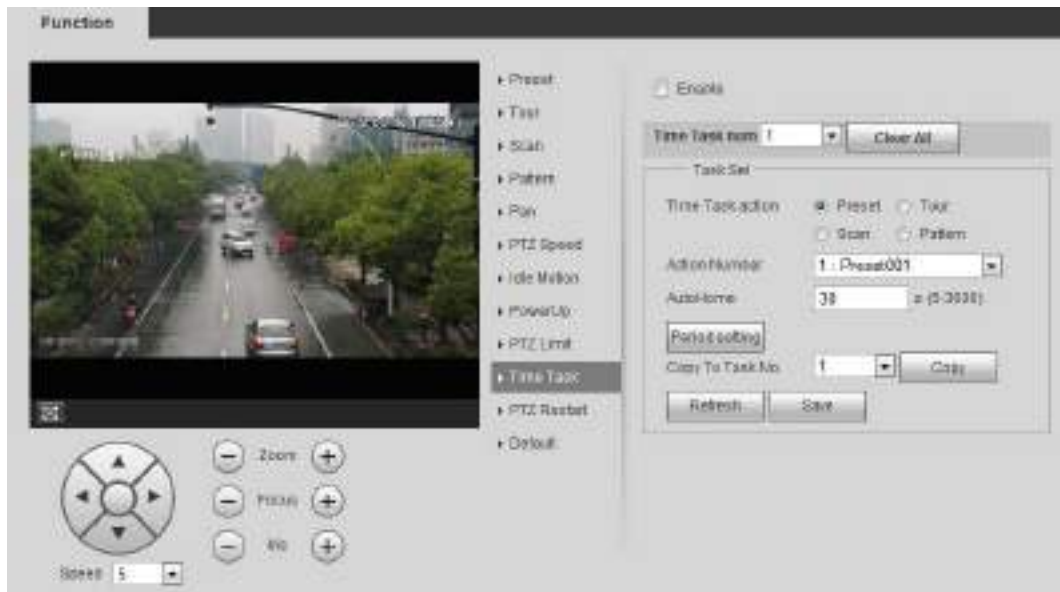 Function
Preset
Tour
Scan
Pattern
Pan
PTZ Speed
Idle Motion
PowerUp
PTZ Limit
Time Task
PTZ Restart
Default
Enable
Time Task num 1 Clear All
Task Set
Time Task action Preset Tour
Scan Pattern
Action Number 1 : Preset001
AutoHome 30 s (5-3600)
Period setting
Copy To Task No. 1 Copy
Refresh Save
Zoom
Focus
Iris
Speed 5